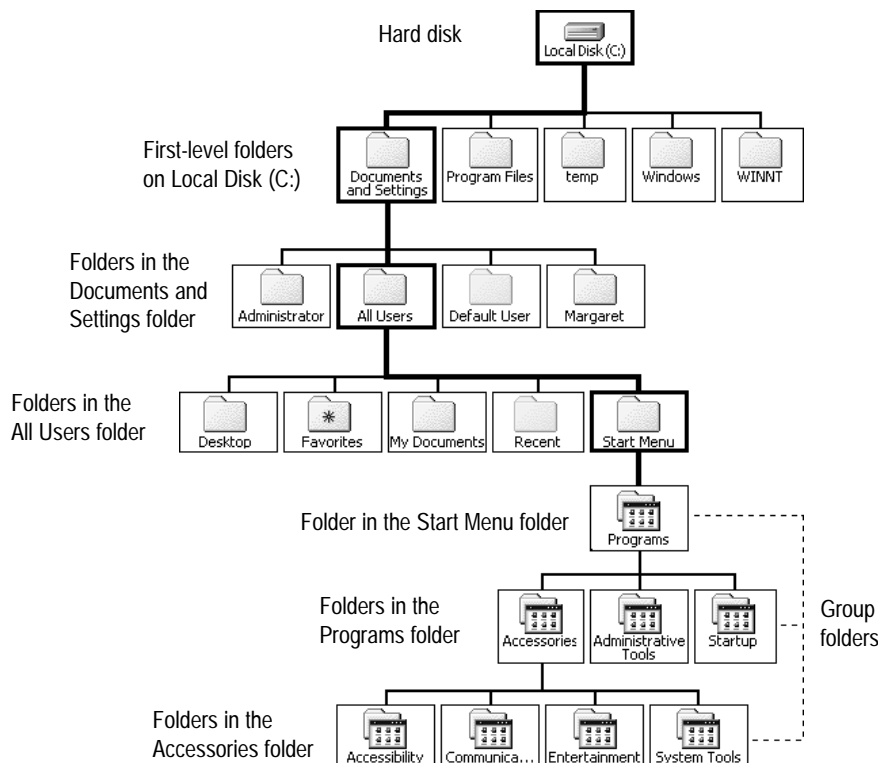 Hard disk
Local Disk (C:)
First-level folders
on Local Disk (C:)
Documents
and Settings
Program Files
temp
Windows
WINNT
Folders in the
Documents and
Settings folder
Administrator
All Users
Default User
Margaret
Folders in the
All Users folder
Desktop
Favorites
My Documents
Recent
Start Menu
Folder in the Start Menu folder
Programs
Folders in the
Programs folder
Accessories
Administrative
Tools
Startup
Group
folders
Folders in the
Accessories folder
Accessibility
Communica...
Entertainment
System Tools